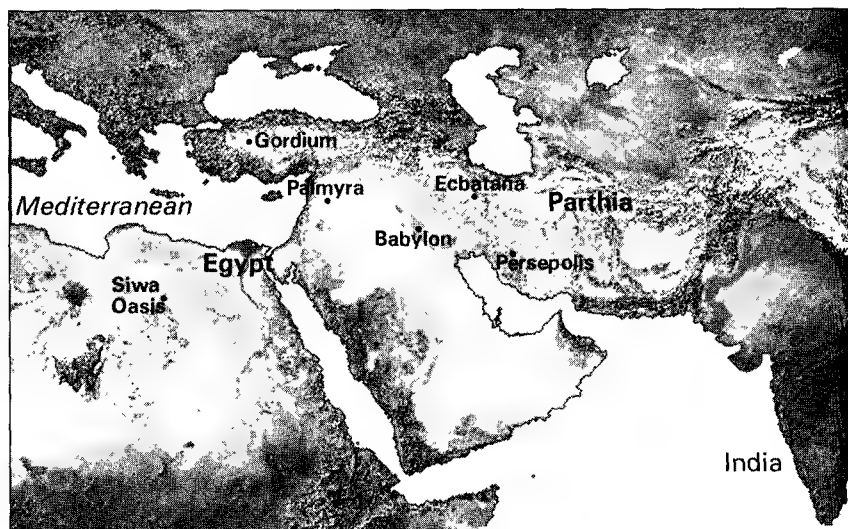 Gordium
Palmyra
Ecbatana
Mediterranean
Parthia
Babylon
Egypt
Persepolis
Siwa
Oasis
India